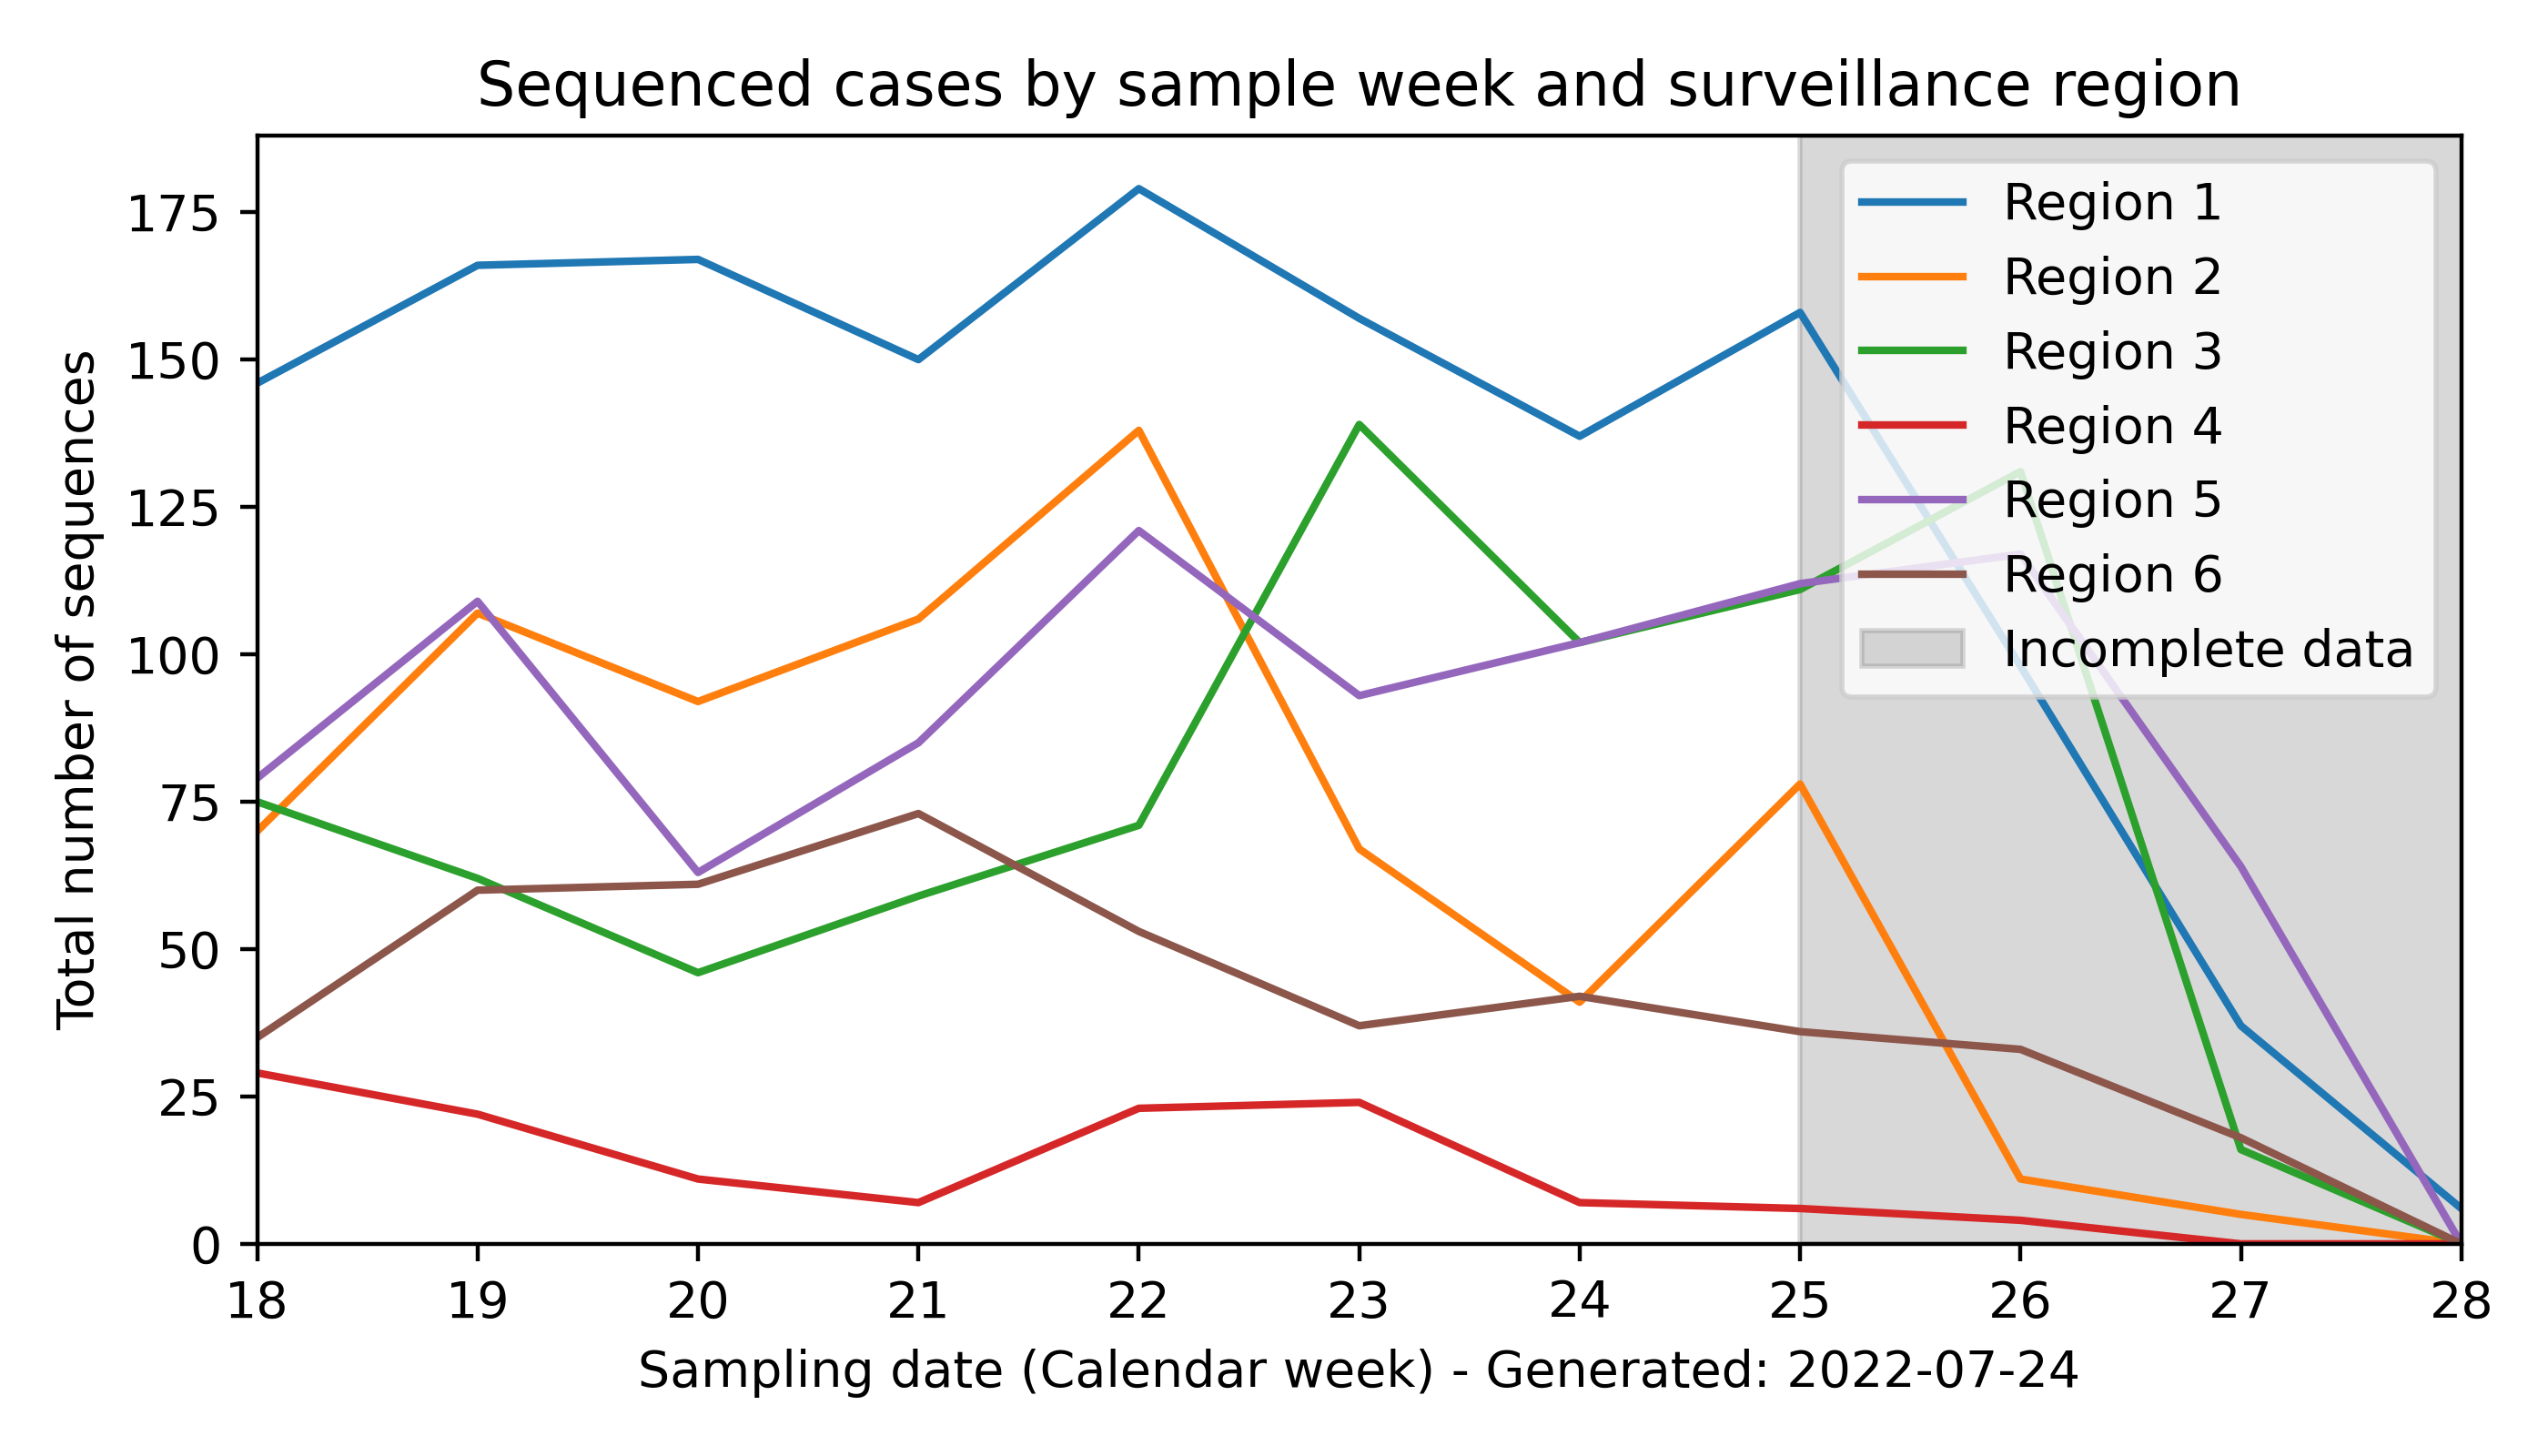 Sequenced cases by sample week and surveillance region
Total number of sequences
175
150
125
100
75
50
25
0
18 19 20 21 22 23 24 25 26 27 28
Sampling date (Calendar week) - Generated: 2022-07-24
Region 1
Region 2
Region 3
Region 4
Region 5
Region 6
Incomplete data